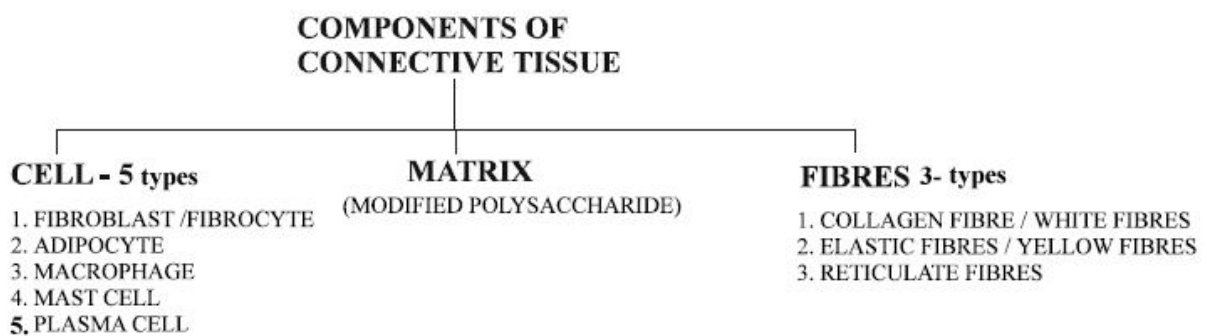 COMPONENTS OF
CONNECTIVE TISSUE
CELL - 5 types
1. FIBROBLAST /FIBROCYTE
2. ADIPOCYTE
3. MACROPHAGE
4. MAST CELL
5. PLASMA CELL
MATRIX
(MODIFIED POLYSACCHARIDE)
FIBRES 3- types
1. COLLAGEN FIBRE / WHITE FIBRES
2. ELASTIC FIBRES / YELLOW FIBRES
3. RETICULATE FIBRES